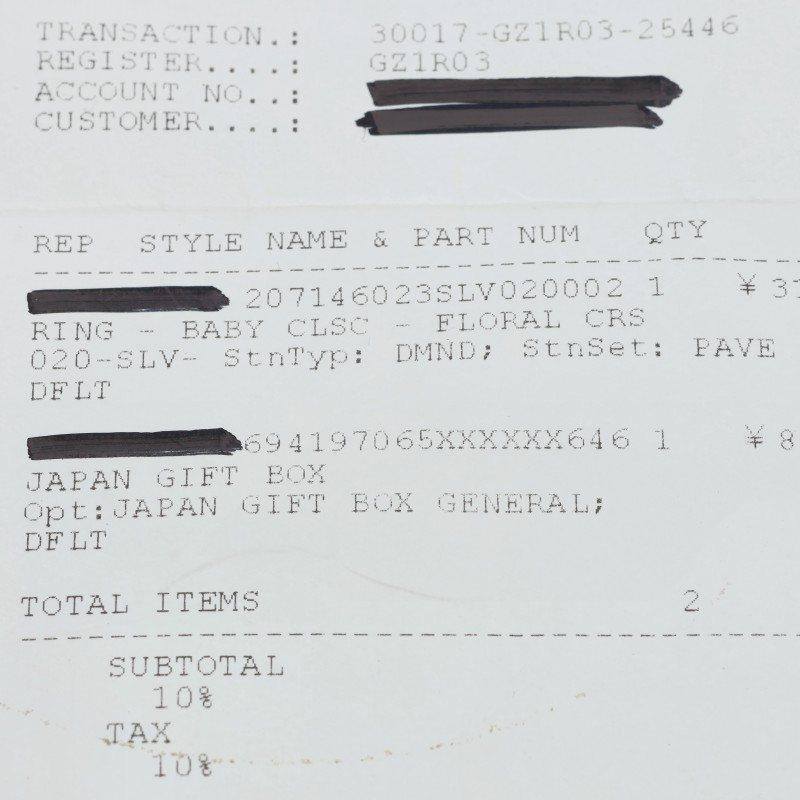 TRANSACTION.: 30017-GZ1R03-25446
REGISTER....: GZ1R03
ACCOUNT NO..:
CUSTOMER....:
REP STYLE NAME & PART NUM QTY
207146023SLV020002 1 ¥ 31
RING - BABY CLSC - FLORAL CRS
020-SLV- StnTyp: DMND; StnSet: PAVE
DFLT
694197065XXXXXX646 1 ¥ 8
JAPAN GIFT BOX
Opt:JAPAN GIFT BOX GENERAL;
DFLT
TOTAL ITEMS 2
SUBTOTAL
10%
TAX
10%